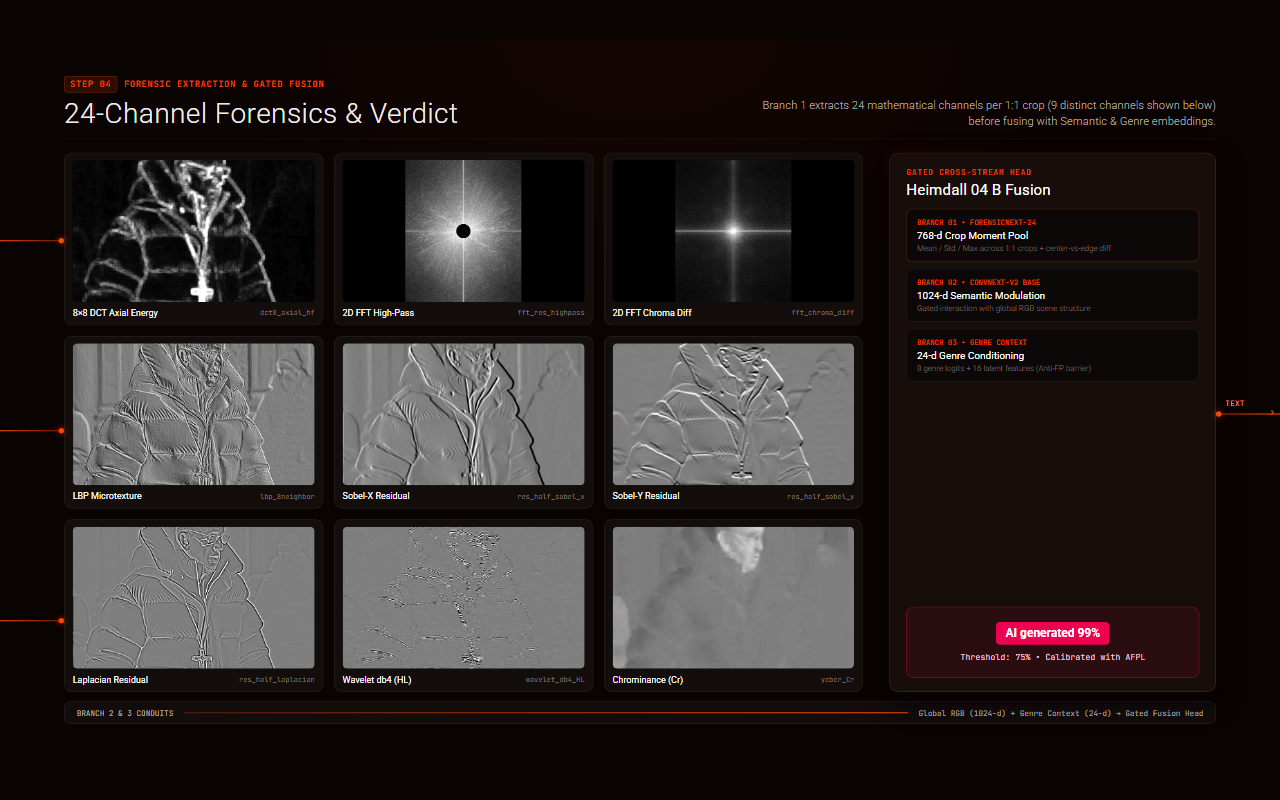 STEP 04 FORENSIC EXTRACTION & GATED FUSION
24-Channel Forensics & Verdict
Branch 1 extracts 24 mathematical channels per 1:1 crop (9 distinct channels shown below)
before fusing with Semantic & Genre embeddings.
8×8 DCT Axial Energy dct8_axial_hf
2D FFT High-Pass fft_res_highpass
2D FFT Chroma Diff fft_chroma_diff
LBP Microtexture lbp_8neighbor
Sobel-X Residual res_half_sobel_x
Sobel-Y Residual res_half_sobel_y
Laplacian Residual res_half_laplacian
Wavelet db4 (HL) wavelet_db4_HL
Chrominance (Cr) ycbcr_Cr
GATED CROSS-STREAM HEAD
Heimdall 04 B Fusion
BRANCH 01 • FORENSICNEXT-24
768-d Crop Moment Pool
Mean / Std / Max across 1:1 crops + center-vs-edge diff
BRANCH 02 • CONVNEXT-V2 BASE
1024-d Semantic Modulation
Gated interaction with global RGB scene structure
BRANCH 03 • GENRE CONTEXT
24-d Genre Conditioning
8 genre logits + 16 latent features (Anti-FP barrier)
AI generated 99%
Threshold: 75% • Calibrated with AFPL
TEXT
BRANCH 2 & 3 CONDUITS
Global RGB (1024-d) + Genre Context (24-d) → Gated Fusion Head